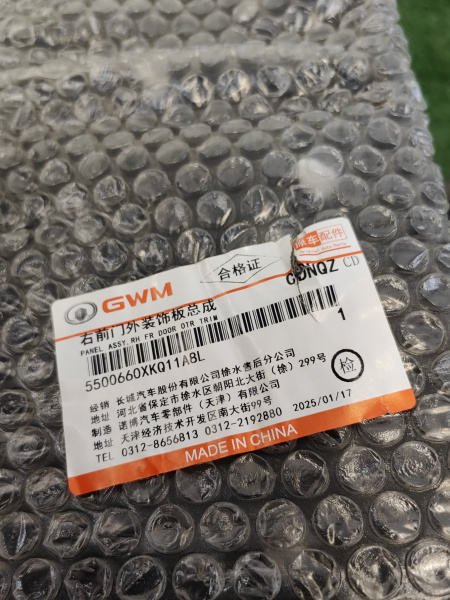 GWM
合格证
车配件
CD
右前门外装饰板总成
PANEL ASSY.RH FR DOOR OTR TRIM
5500660XKQ11ABL
1
经销 长城汽车股份有限公司徐水售后分公司
地址 河北省保定市徐水区朝阳北大街（徐）299号
制造 诺博汽车零部件（天津）有限公司
地址 天津经济技术开发区南大街99号
TEL 0312-8656813 0312-2192880
2025/01/17
检
MADE IN CHINA